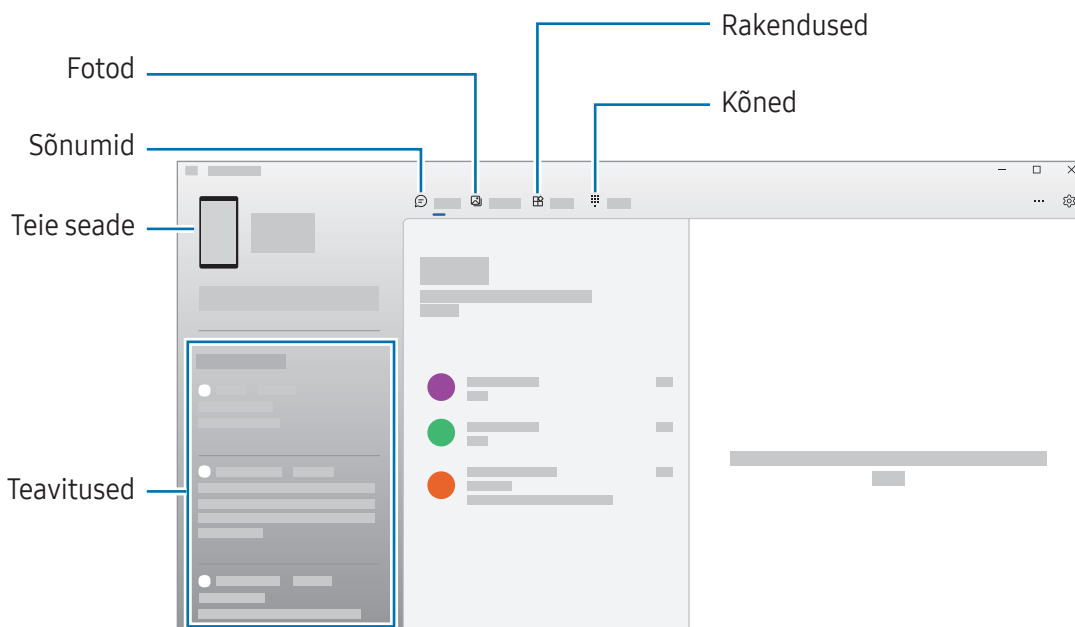 Rakendused
Fotod
Kõned
Sõnumid
Teie seade
Teavitused